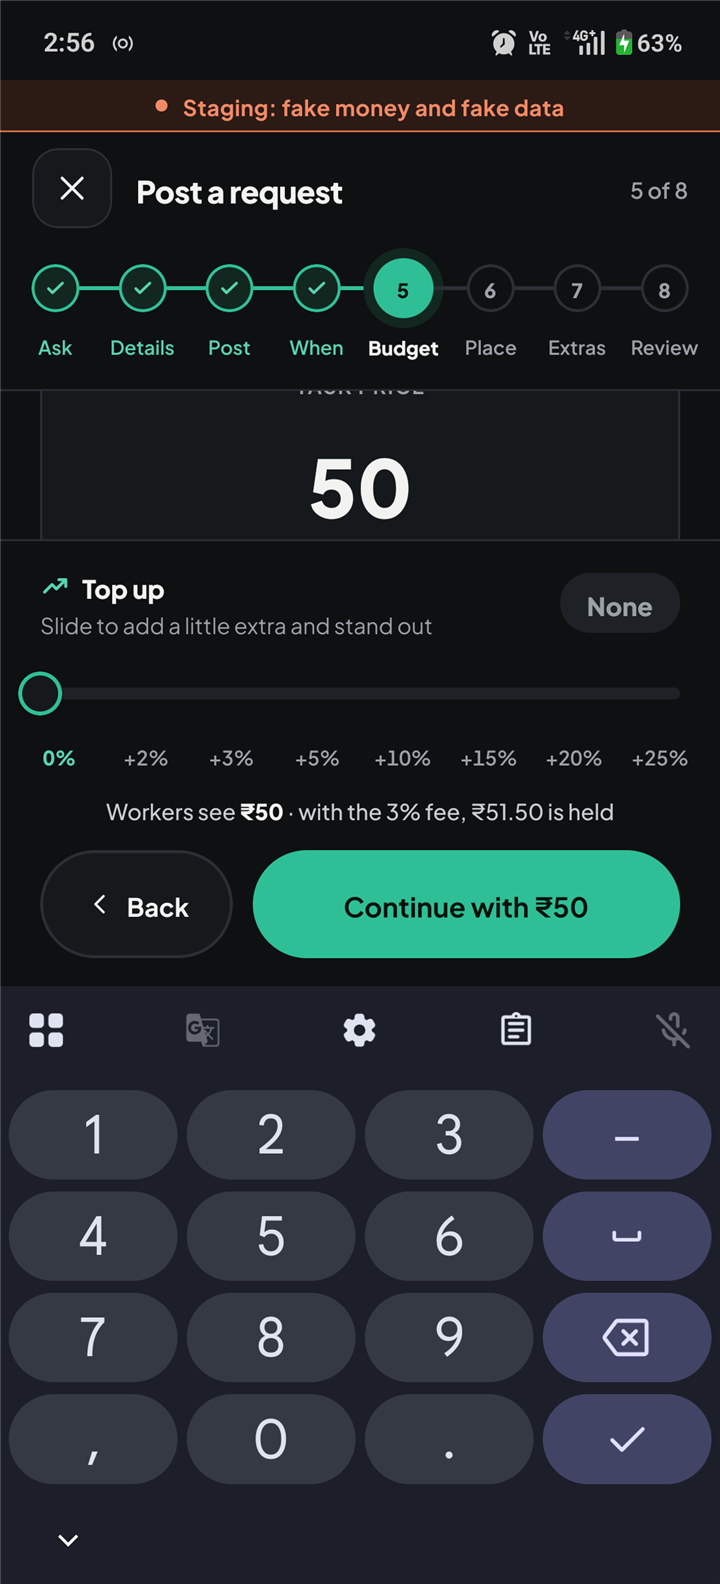 2:56
Vo
LTE
4G+
63%
Staging: fake money and fake data
Post a request
5 of 8
5
6
7
8
Ask
Details
Post
When
Budget
Place
Extras
Review
50
Top up
Slide to add a little extra and stand out
None
0%
+2%
+3%
+5%
+10%
+15%
+20%
+25%
Workers see ₹50 · with the 3% fee, ₹51.50 is held
Back
Continue with ₹50
G
1
2
3
–
4
5
6
7
8
9
,
0
.